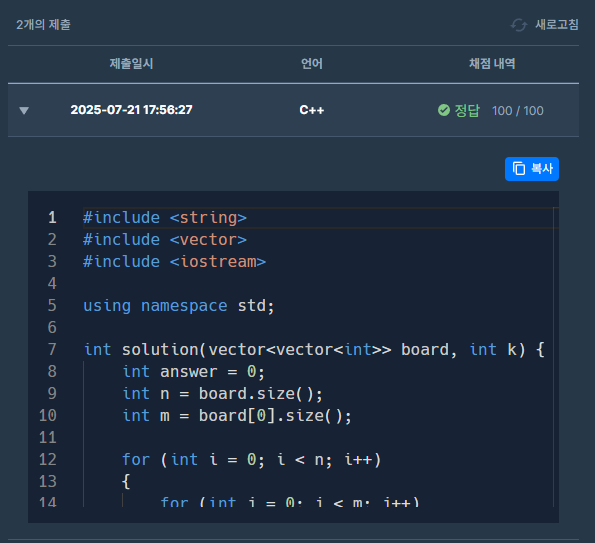 2개의 제출 새로고침
제출일시 언어 채점 내역
▼ 2025-07-21 17:56:27 C++ 정답 100 / 100
복사
1 #include <string>
2 #include <vector>
3 #include <iostream>
4
5 using namespace std;
6
7 int solution(vector<vector<int>> board, int k) {
8 int answer = 0;
9 int n = board.size();
10 int m = board[0].size();
11
12 for (int i = 0; i < n; i++)
13 {
14 for (int j = 0; j < m; j++)